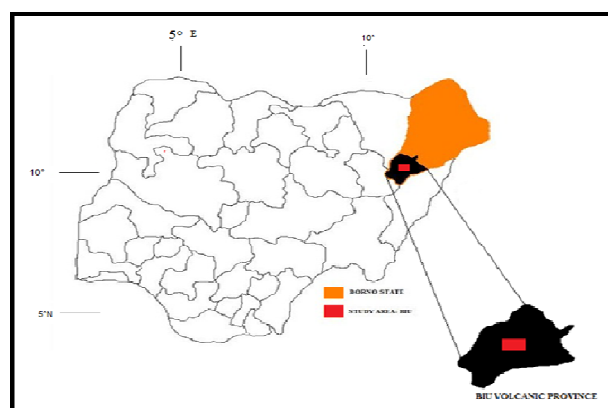 5° E
10°
10°
5°N
BORNO STATE
STUDY AREA: BIU
BIU VOLCANIC PROVINCE